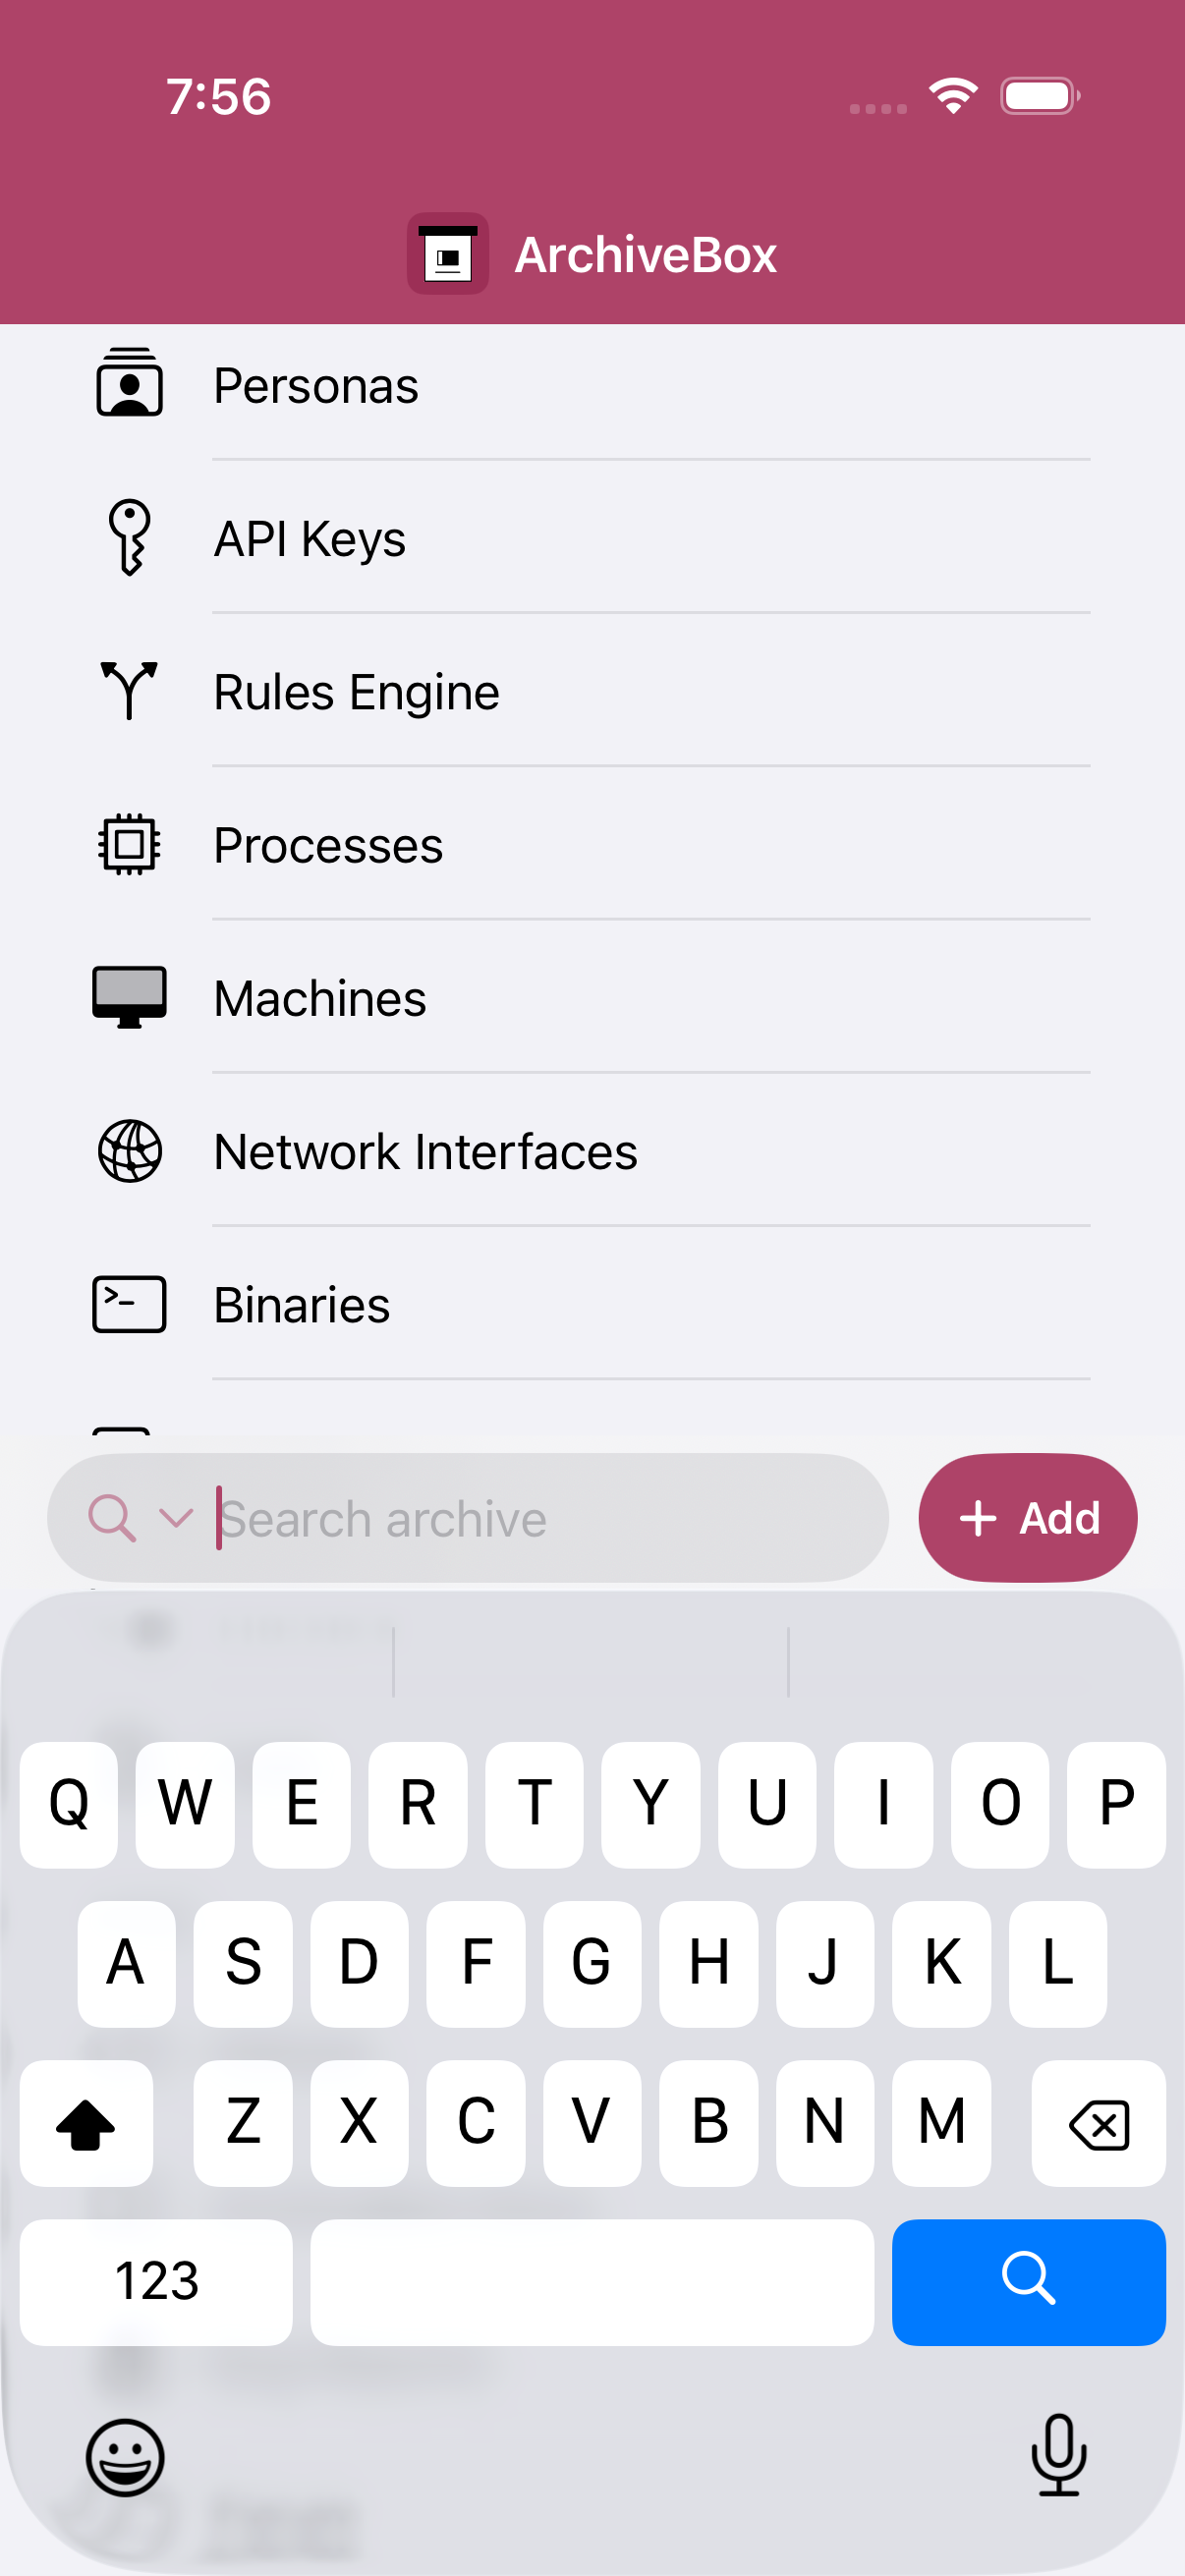 7:56
ArchiveBox
Personas
API Keys
Rules Engine
Processes
Machines
Network Interfaces
Binaries
Search archive
+ Add
Q W E R T Y U I O P
A S D F G H J K L
Z X C V B N M
123